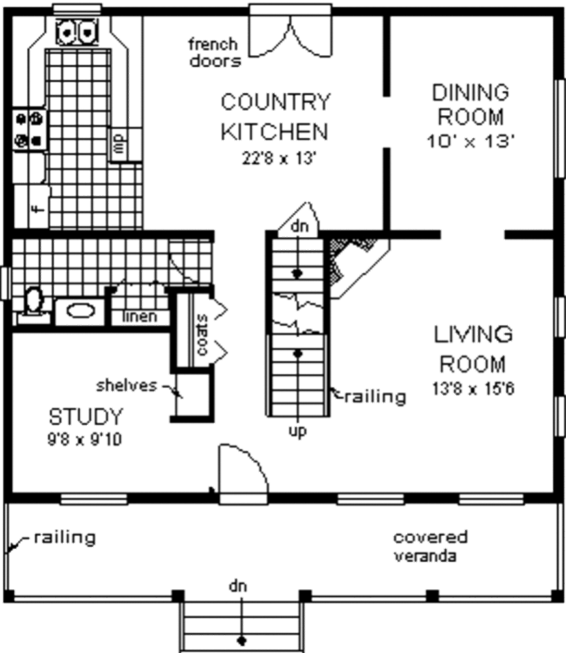 french
doors
COUNTRY
KITCHEN
22'8 x 13'
DINING
ROOM
10' x 13'
mp
f
dn
linen
coats
shelves
STUDY
9'8 x 9'10
LIVING
ROOM
13'8 x 15'6
railing
up
railing
covered
veranda
dn